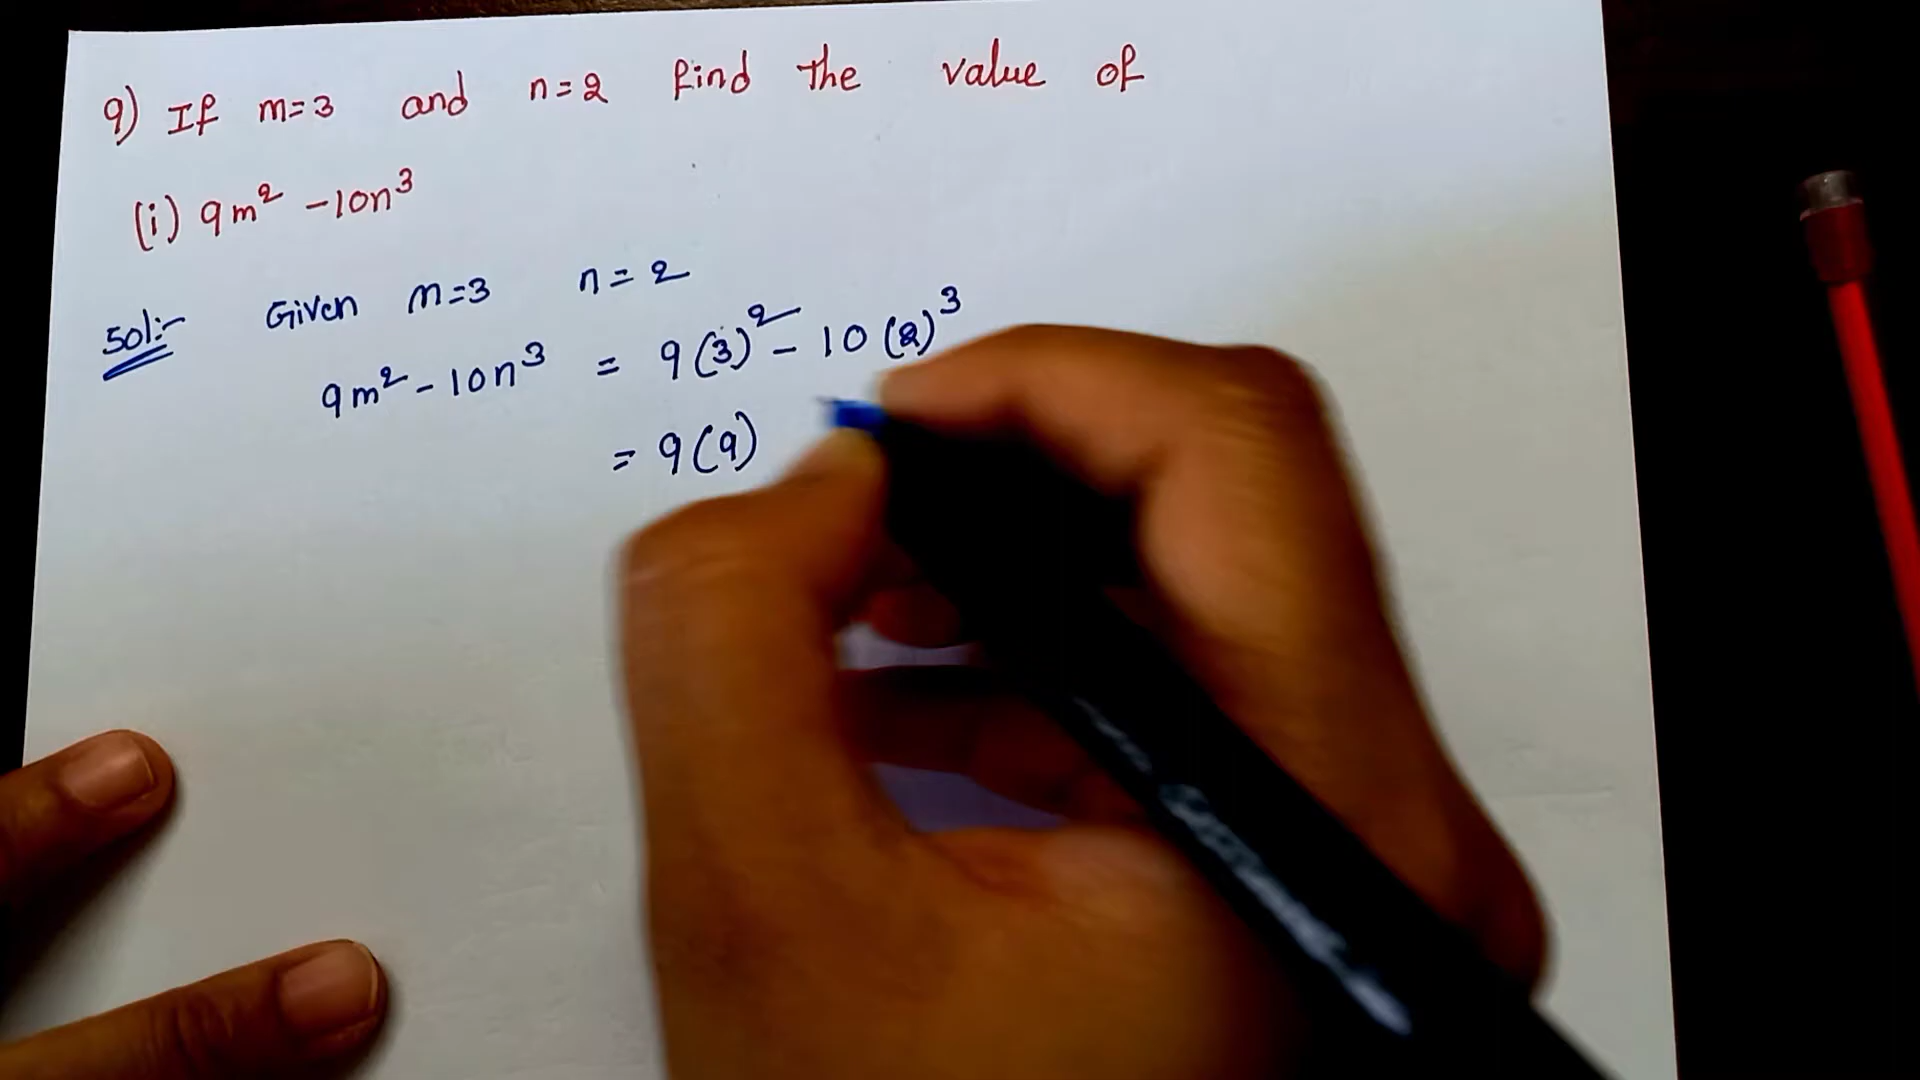 9) If m=3 and n=2 find the value of
(i) 9m² -10n³
Sol:- Given m=3 n=2
9m² - 10n³ = 9(3)² - 10(2)³
= 9(9)